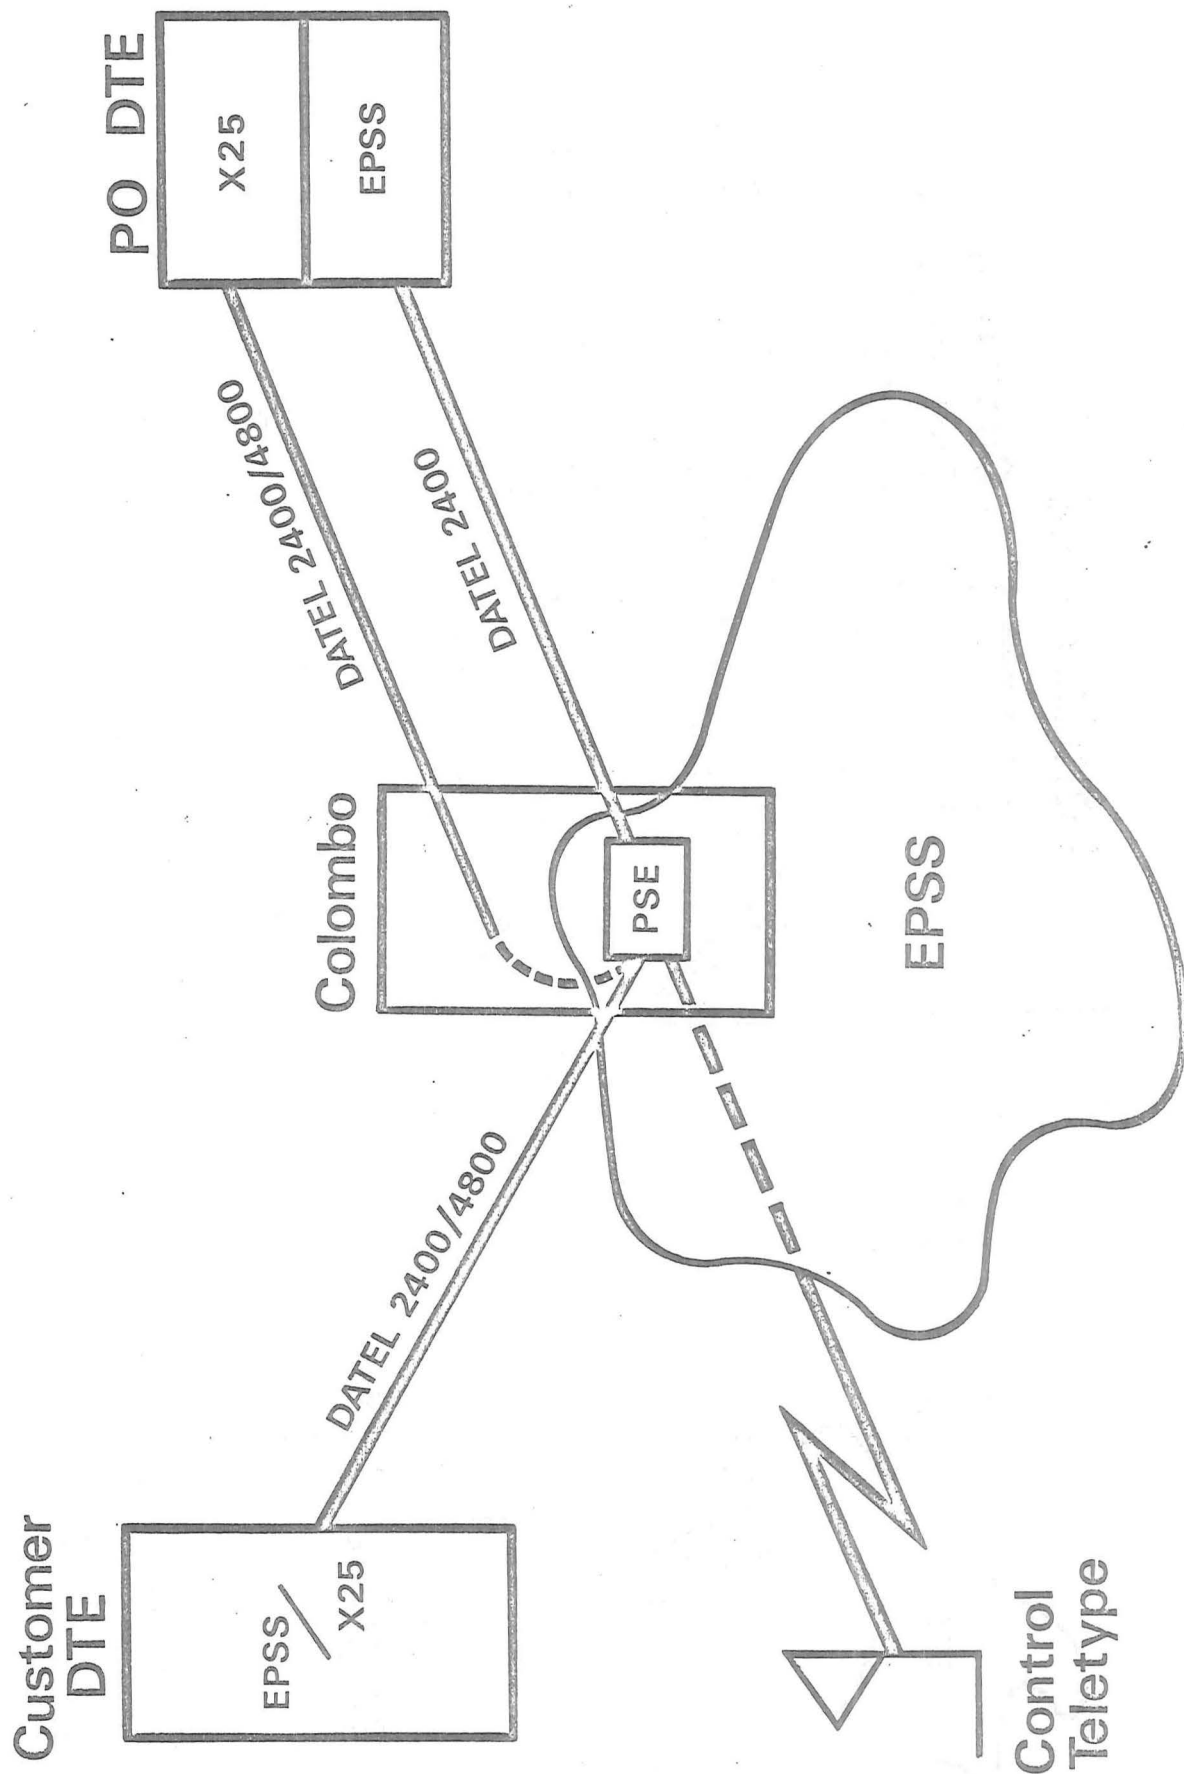 Customer
DTE
EPSS/
X25
DATEL 2400/4800
Colombo
PSE
DATEL 2400/4800
DATEL 2400
PO DTE
X25
EPSS
EPSS
Control
Teletype